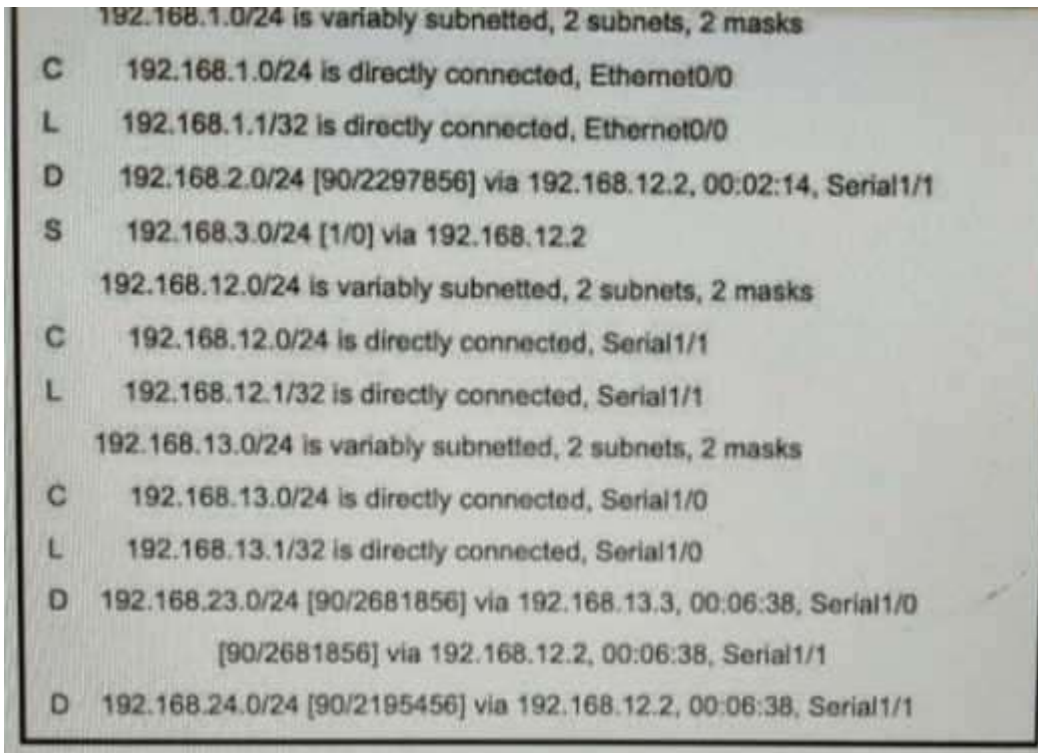 192.168.1.0/24 is variably subnetted, 2 subnets, 2 masks
C 192.168.1.0/24 is directly connected, Ethernet0/0
L 192.168.1.1/32 is directly connected, Ethernet0/0
D 192.168.2.0/24 [90/2297856] via 192.168.12.2, 00:02:14, Serial1/1
S 192.168.3.0/24 [1/0] via 192.168.12.2
192.168.12.0/24 is variably subnetted, 2 subnets, 2 masks
C 192.168.12.0/24 is directly connected, Serial1/1
L 192.168.12.1/32 is directly connected, Serial1/1
192.168.13.0/24 is variably subnetted, 2 subnets, 2 masks
C 192.168.13.0/24 is directly connected, Serial1/0
L 192.168.13.1/32 is directly connected, Serial1/0
D 192.168.23.0/24 [90/2681856] via 192.168.13.3, 00:06:38, Serial1/0
[90/2681856] via 192.168.12.2, 00:06:38, Serial1/1
D 192.168.24.0/24 [90/2195456] via 192.168.12.2, 00:06:38, Serial1/1